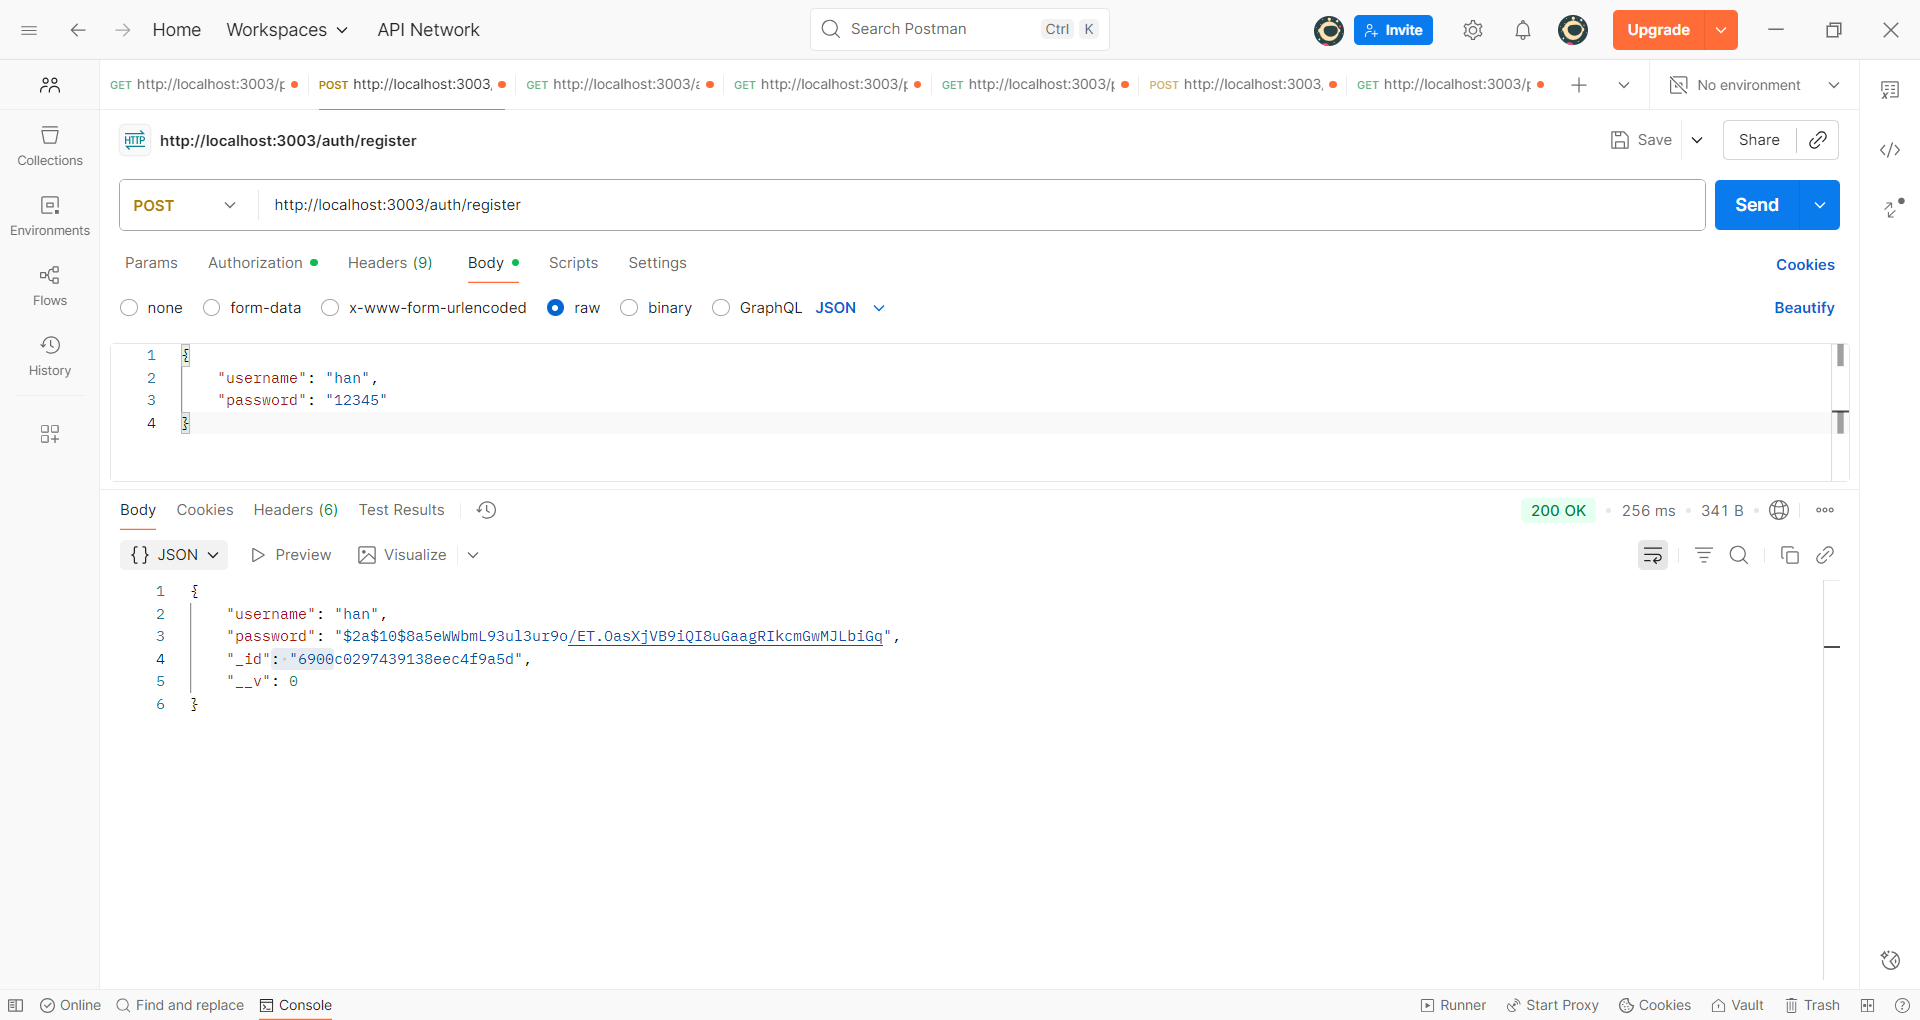 Home Workspaces API Network Search Postman Ctrl K Invite Upgrade
GET http://localhost:3003/p POST http://localhost:3003, GET http://localhost:3003/a GET http://localhost:3003/p GET http://localhost:3003/p POST http://localhost:3003, GET http://localhost:3003/p No environment
Collections
Environments
Flows
History
HTTP http://localhost:3003/auth/register Save Share
POST http://localhost:3003/auth/register Send
Params Authorization Headers (9) Body Scripts Settings Cookies
none form-data x-www-form-urlencoded raw binary GraphQL JSON Beautify
1 {
2 "username": "han",
3 "password": "12345"
4 }
Body Cookies Headers (6) Test Results 200 OK 256 ms 341 B
{} JSON Preview Visualize
1 {
2 "username": "han",
3 "password": "$2a$10$8a5eWWbmL93ul3ur9o/ET.OasXjVB9iQI8uGaagRIkcmGwMJLbiGq",
4 "_id": "6900c0297439138eec4f9a5d",
5 "__v": 0
6 }
Online Find and replace Console Runner Start Proxy Cookies Vault Trash